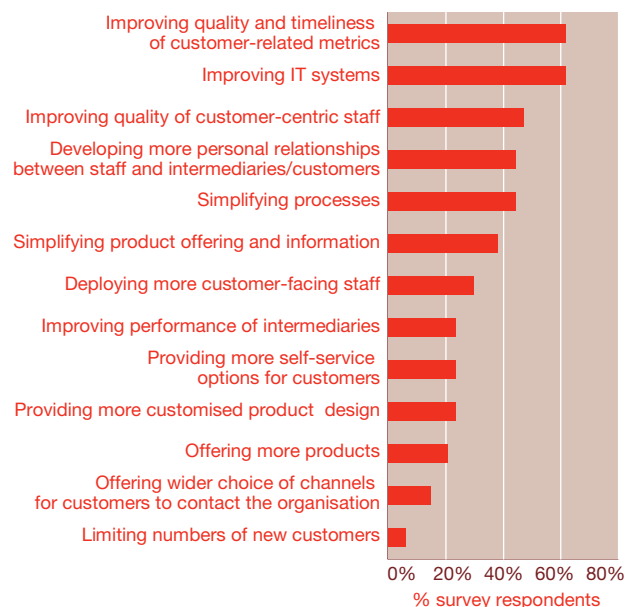 Improving quality and timeliness
of customer-related metrics
Improving IT systems
Improving quality of customer-centric staff
Developing more personal relationships
between staff and intermediaries/customers
Simplifying processes
Simplifying product offering and information
Deploying more customer-facing staff
Improving performance of intermediaries
Providing more self-service
options for customers
Providing more customised product design
Offering more products
Offering wider choice of channels
for customers to contact the organisation
Limiting numbers of new customers
0% 20% 40% 60% 80%
% survey respondents